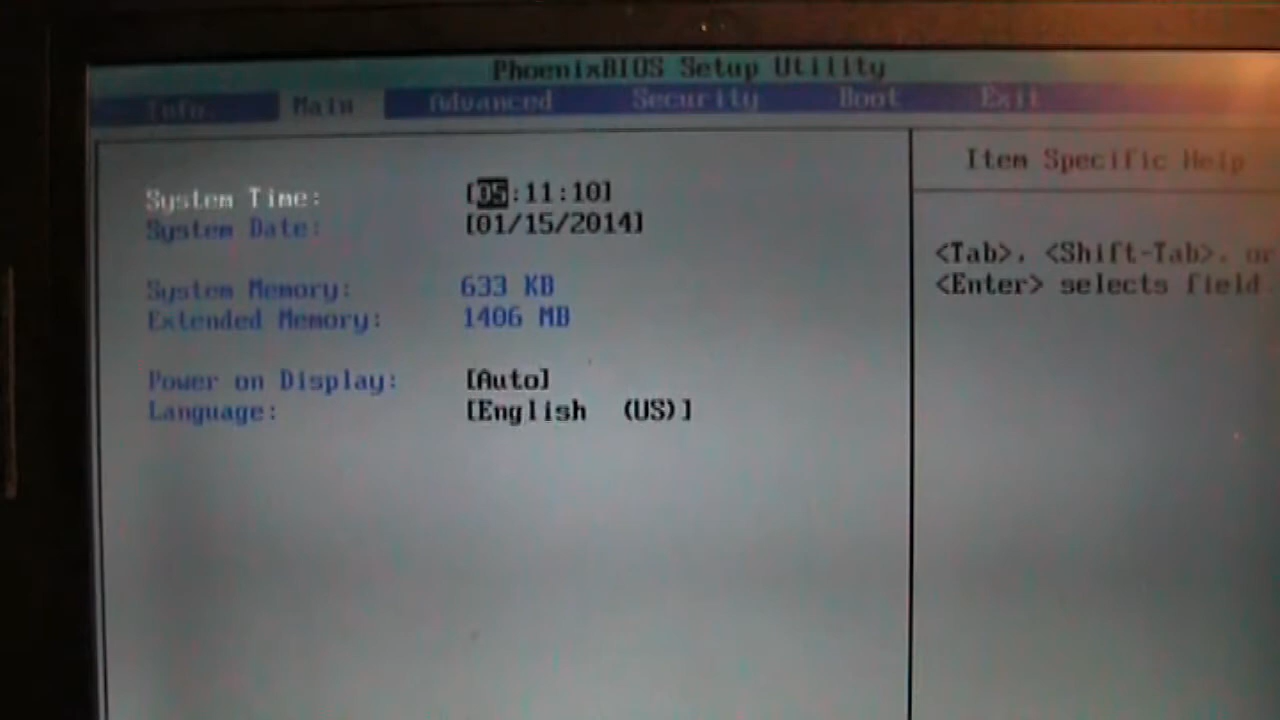 PhoenixBIOS Setup Utility
Info. Main Advanced Security Boot Exit
Item Specific Help
System Time: [05:11:10]
System Date: [01/15/2014]
<Tab>, <Shift-Tab>, or
<Enter> selects field.
System Memory: 633 KB
Extended Memory: 1406 MB
Power on Display: [Auto]
Language: [English (US)]